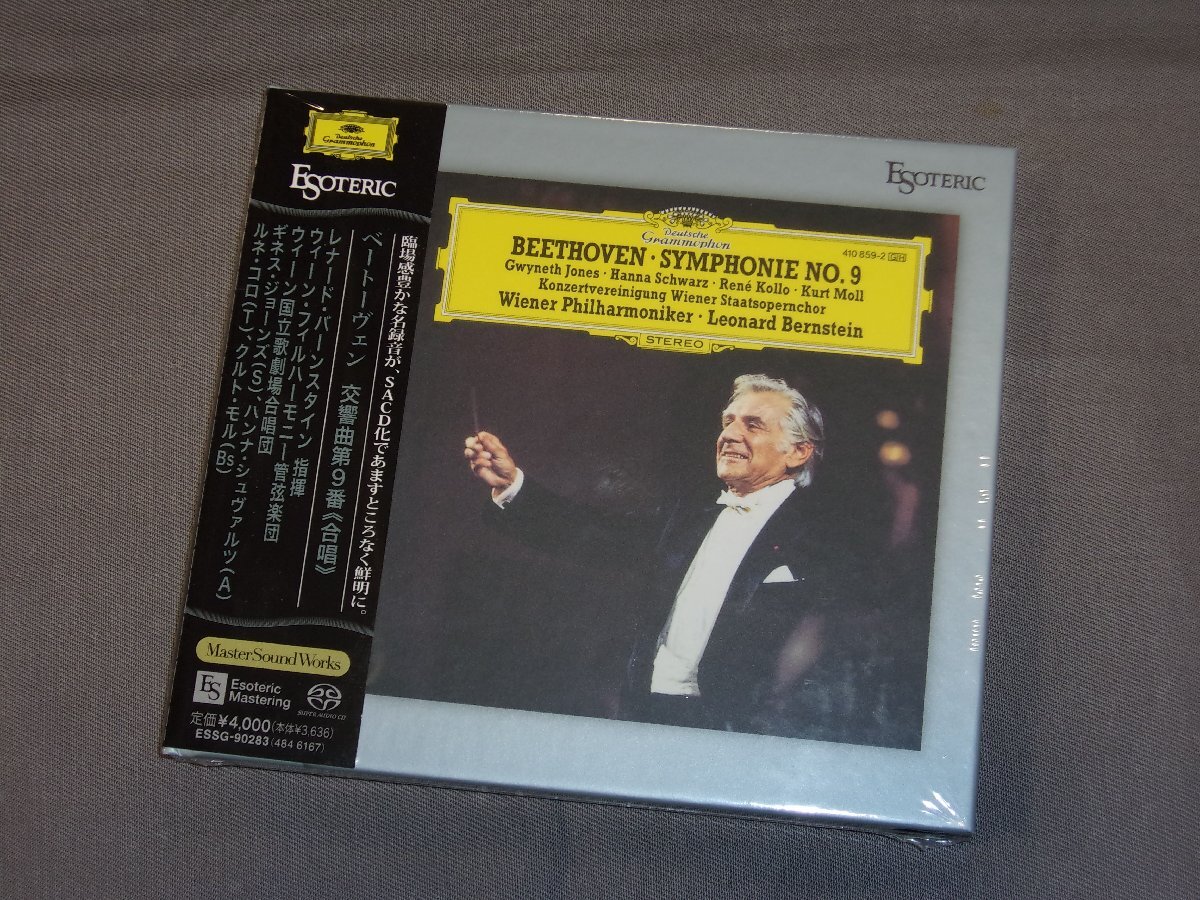 Deutsche
Grammophon
ESOTERIC
臨場感豊かな名録音が、SACD化であますところなく鮮明に。
ベートーヴェン 交響曲第9番《合唱》
レナード・バーンスタイン 指揮
ウィーン・フィルハーモニー管弦楽団
ウィーン国立歌劇場合唱団
ギネス・ジョーンズ(S)、ハンナ・シュヴァルツ(A)
ルネ・コロ(T)、クルト・モル(Bs)
MasterSoundWorks
ES Esoteric
Mastering
SUPER AUDIO CD
定価¥4,000(本体¥3,636)
ESSG-90283(484 6167)
ESOTERIC
Deutsche
Grammophon
410 859-2 GH
BEETHOVEN · SYMPHONIE NO. 9
Gwyneth Jones · Hanna Schwarz · René Kollo · Kurt Moll
Konzertvereinigung Wiener Staatsopernchor
Wiener Philharmoniker · Leonard Bernstein
STEREO